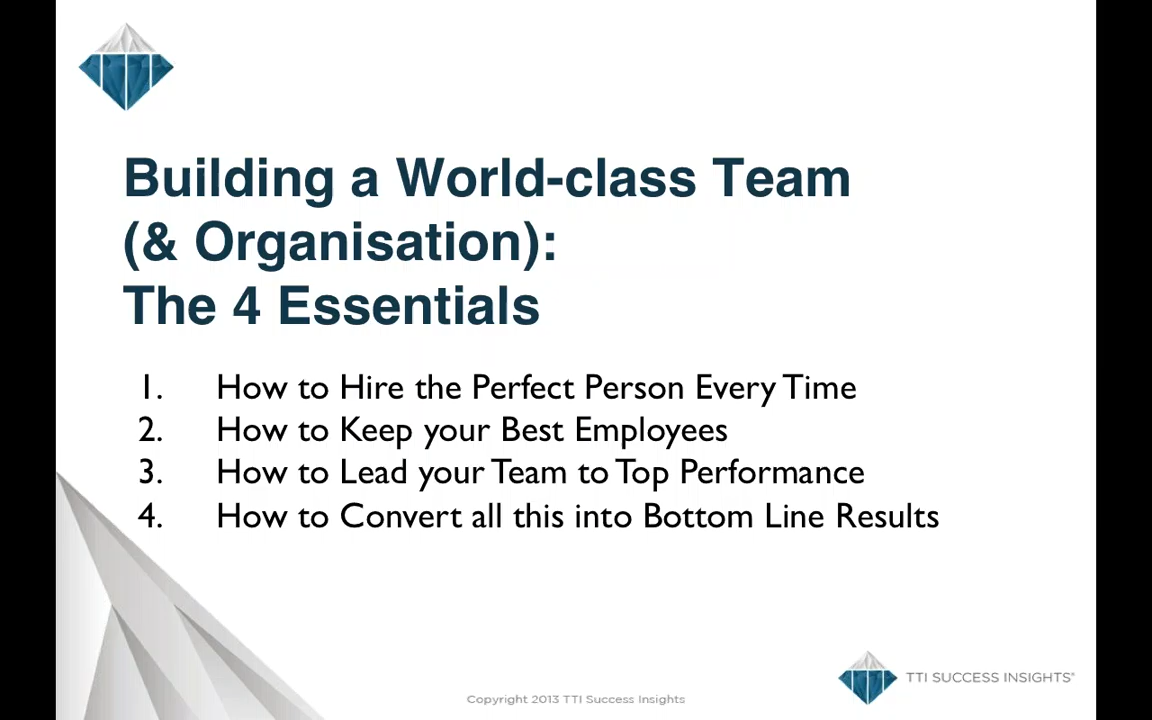 Building a World-class Team
(& Organisation):
The 4 Essentials
1. How to Hire the Perfect Person Every Time
2. How to Keep your Best Employees
3. How to Lead your Team to Top Performance
4. How to Convert all this into Bottom Line Results
TTI SUCCESS INSIGHTS®
Copyright 2013 TTI Success Insights